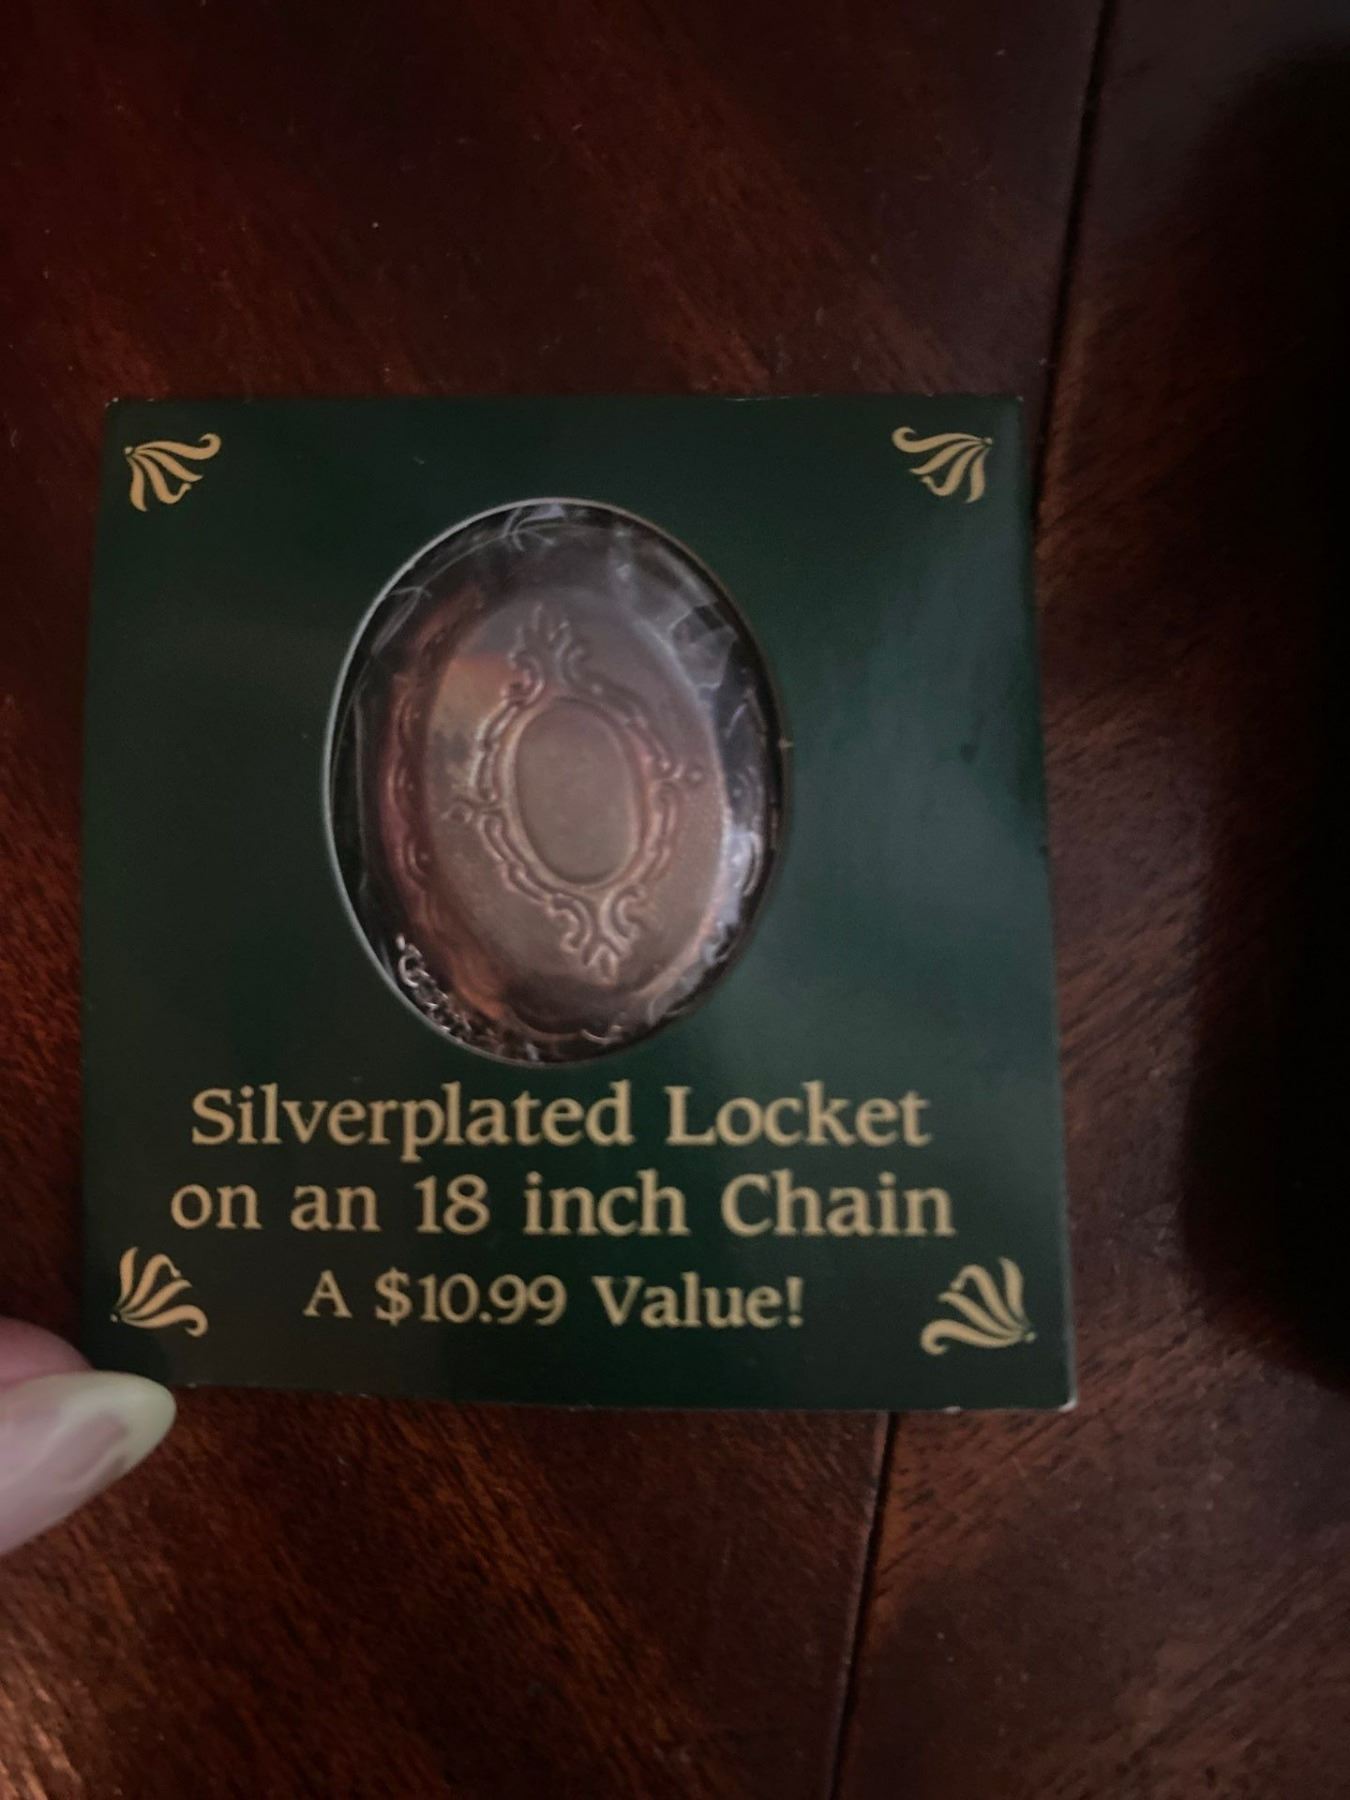 Silverplated Locket
on an 18 inch Chain
A $10.99 Value!